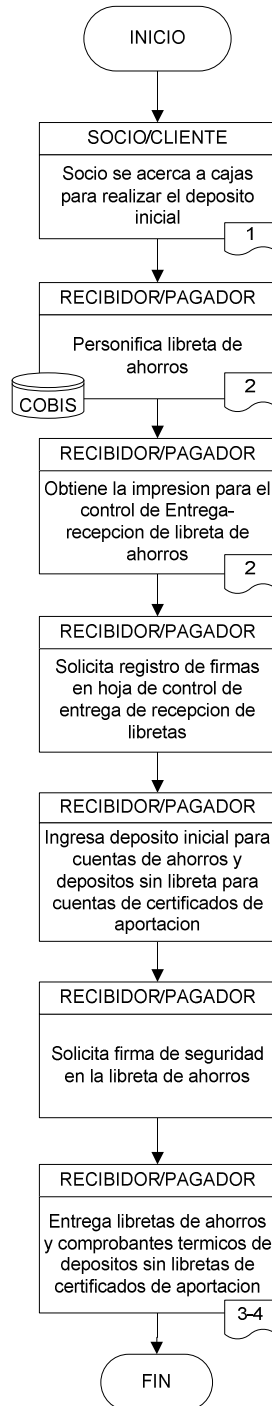 INICIO
SOCIO/CLIENTE
Socio se acerca a cajas
para realizar el deposito
inicial
1
RECIBIDOR/PAGADOR
Personifica libreta de
ahorros
COBIS
2
RECIBIDOR/PAGADOR
Obtiene la impresion para el
control de Entrega-
recepcion de libreta de
ahorros
2
RECIBIDOR/PAGADOR
Solicita registro de firmas
en hoja de control de
entrega de recepcion de
libretas
RECIBIDOR/PAGADOR
Ingresa deposito inicial para
cuentas de ahorros y
depositos sin libreta para
cuentas de certificados de
aportacion
RECIBIDOR/PAGADOR
Solicita firma de seguridad
en la libreta de ahorros
RECIBIDOR/PAGADOR
Entrega libretas de ahorros
y comprobantes termicos de
depositos sin libretas de
certificados de aportacion
3-4
FIN